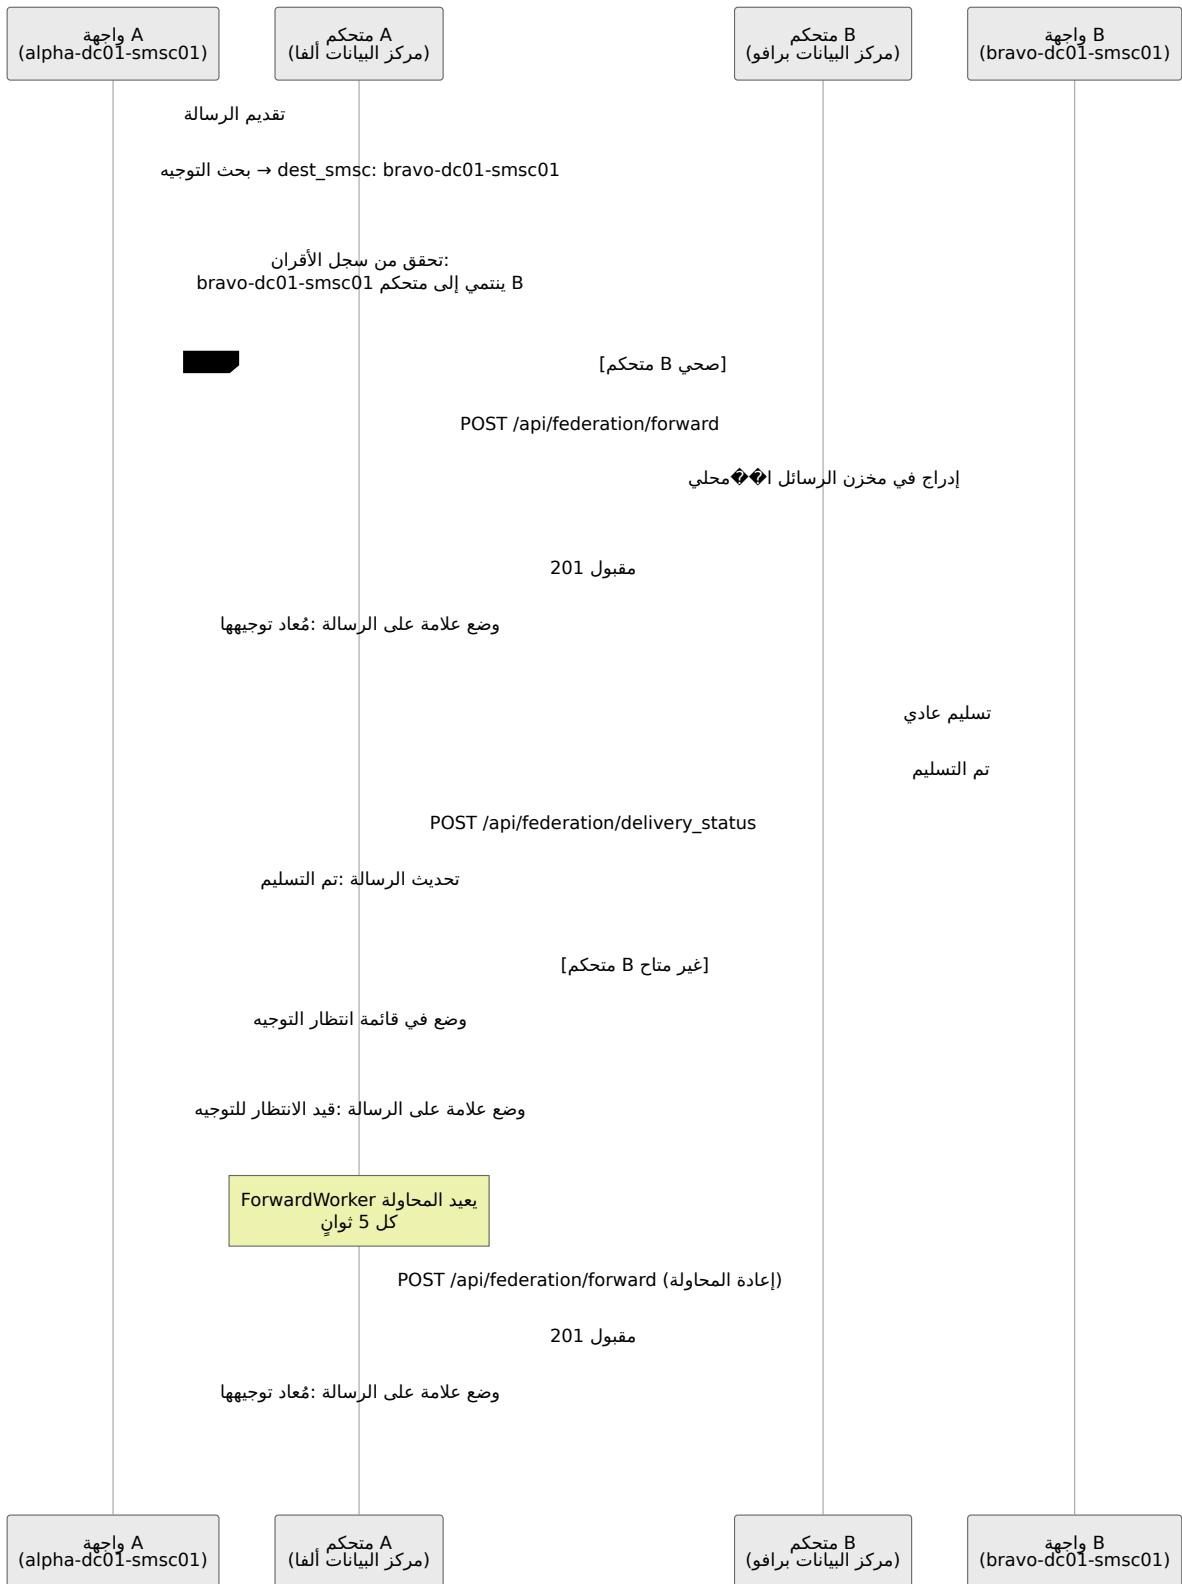 واجهة A
(alpha-dc01-smsc01)
متحكم A
(مركز البيانات ألفا)
متحكم B
(مركز البيانات برافو)
واجهة B
(bravo-dc01-smsc01)
تقديم الرسالة
بحث التوجيه → dest_smsc: bravo-dc01-smsc01
تحقق من سجل الأقران:
bravo-dc01-smsc01 ينتمي إلى متحكم B
[متحكم B صحي]
POST /api/federation/forward
إدراج في مخزن الرسائل ا��محلي
201 مقبول
وضع علامة على الرسالة: مُعاد توجيهها
تسليم عادي
تم التسليم
POST /api/federation/delivery_status
تحديث الرسالة: تم التسليم
[متحكم B غير متاح]
وضع في قائمة انتظار التوجيه
وضع علامة على الرسالة: قيد الانتظار للتوجيه
ForwardWorker يعيد المحاولة
كل 5 ثوانٍ
POST /api/federation/forward (إعادة المحاولة)
201 مقبول
وضع علامة على الرسالة: مُعاد توجيهها
واجهة A
(alpha-dc01-smsc01)
متحكم A
(مركز البيانات ألفا)
متحكم B
(مركز البيانات برافو)
واجهة B
(bravo-dc01-smsc01)